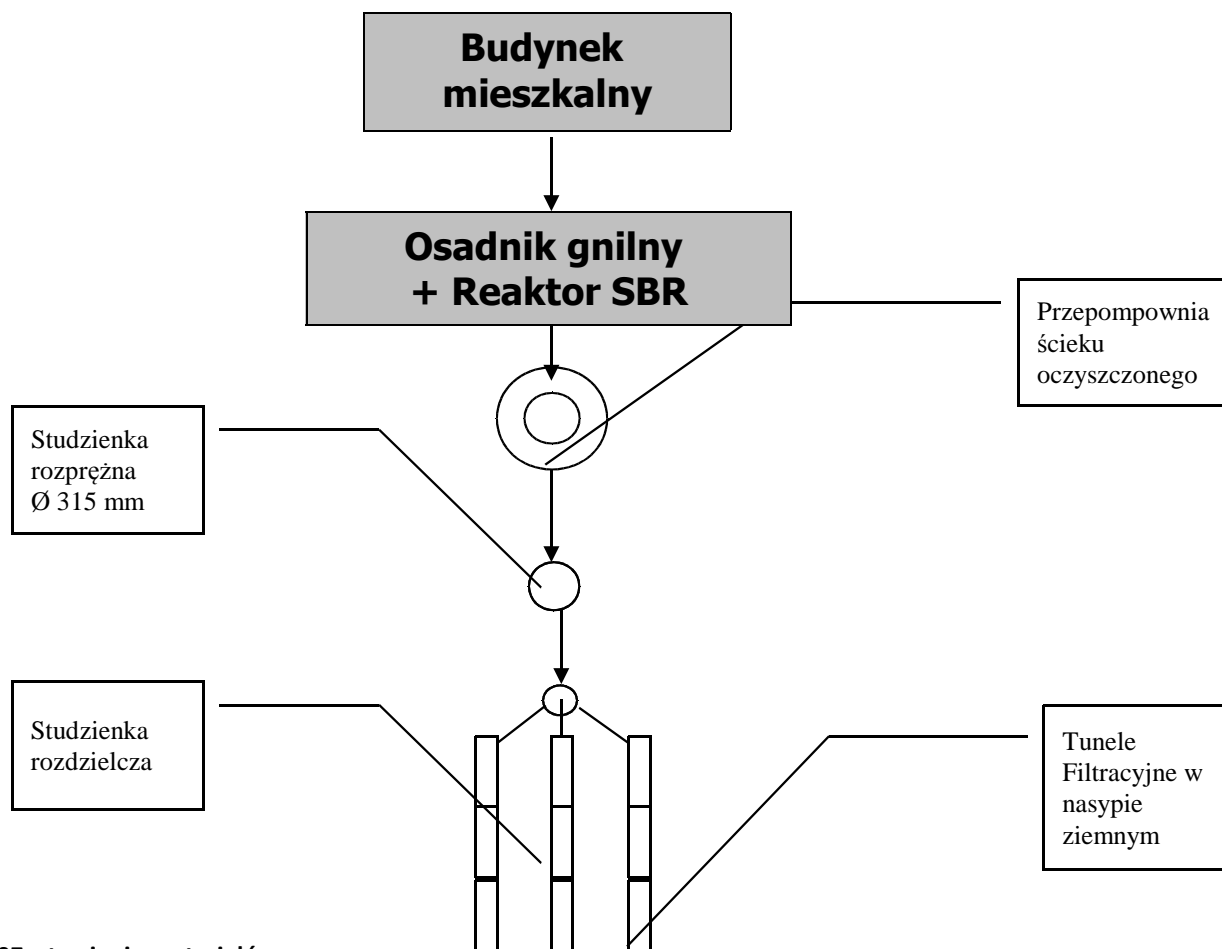 Budynek
mieszkalny
Osadnik gnilny
+ Reaktor SBR
Przepompownia
ścieku
oczyszczonego
Studzienka
rozprężna
Ø 315 mm
Studzienka
rozdzielcza
Tunele
Filtracyjne w
nasypie
ziemnym